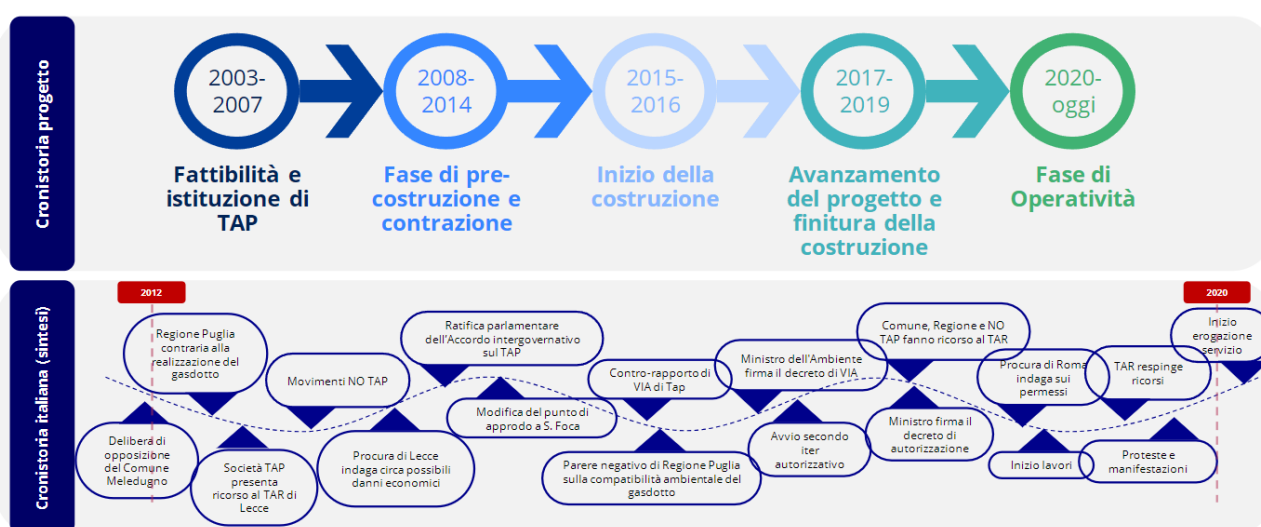 Cronistoria progetto
2003-
2007
2008-
2014
2015-
2016
2017-
2019
2020-
oggi
Fattibilità e
istituzione di
TAP
Fase di pre-
costruzione e
contrazione
Inizio della
costruzione
Avanzamento
del progetto e
finitura della
costruzione
Fase di
Operatività
Cronistoria italiana (sintesi)
2012
2020
Delibera di
opposizione
del Comune
Meledugno
Regione Puglia
contraria alla
realizzazione del
gasdotto
Società TAP
presenta
ricorso al TAR di
Lecce
Movimenti NO TAP
Procura di Lecce
indaga circa possibili
danni economici
Ratifica parlamentare
dell'Accordo intergovernativo
sul TAP
Modifica del punto di
approdo a S. Foca
Contro-rapporto di
VIA di Tap
Parere negativo di Regione Puglia
sulla compatibilità ambientale del
gasdotto
Ministro dell'Ambiente
firma il decreto di VIA
Avvio secondo
iter
autorizzativo
Comune, Regione e NO
TAP fanno ricorso al TAR
Ministro firma il
decreto di
autorizzazione
Procura di Roma
indaga sui
permessi
Inizio lavori
TAR respinge
ricorsi
Proteste e
manifestazioni
Inizio
erogazione
servizio